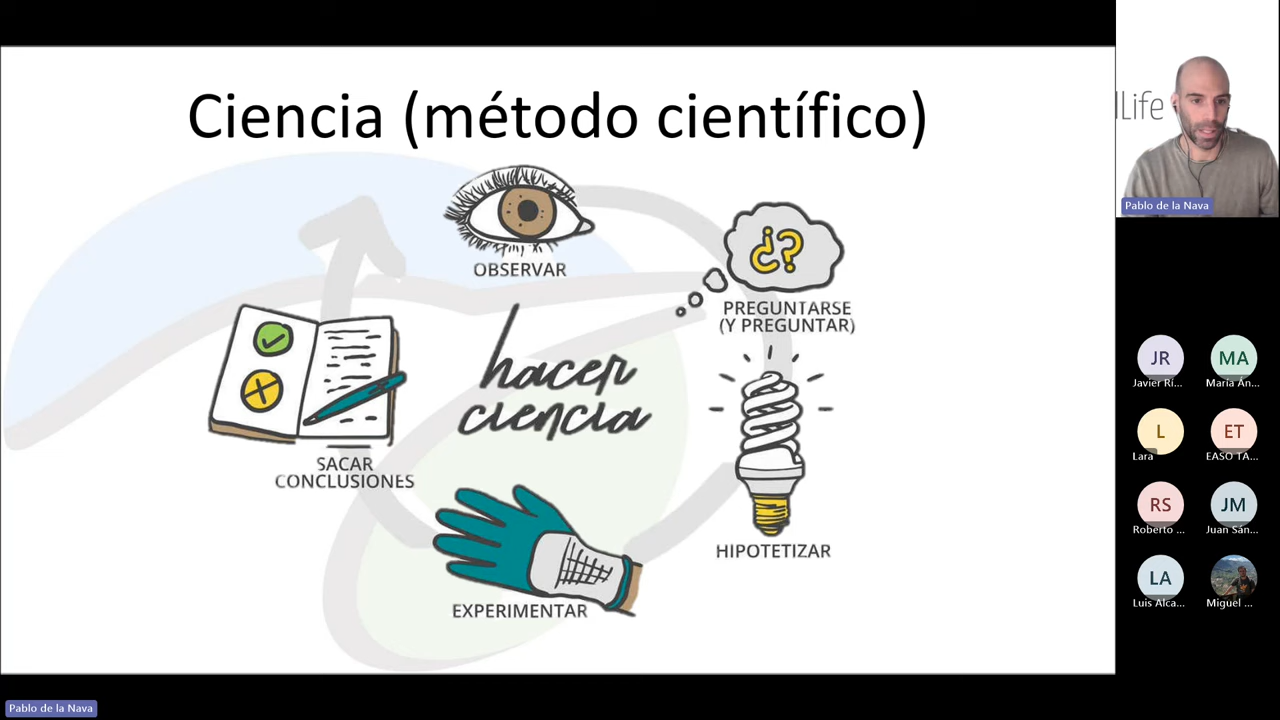 Ciencia (método científico)
OBSERVAR
¿?
PREGUNTARSE
(Y PREGUNTAR)
hacer
ciencia
SACAR
CONCLUSIONES
HIPOTETIZAR
EXPERIMENTAR
Life
Pablo de la Nava
JR
MA
Javier Rí...
María Án...
L
ET
Lara
EASO TA...
RS
JM
Roberto ...
Juan Sán...
LA
Luis Alca...
Miguel ...
Pablo de la Nava